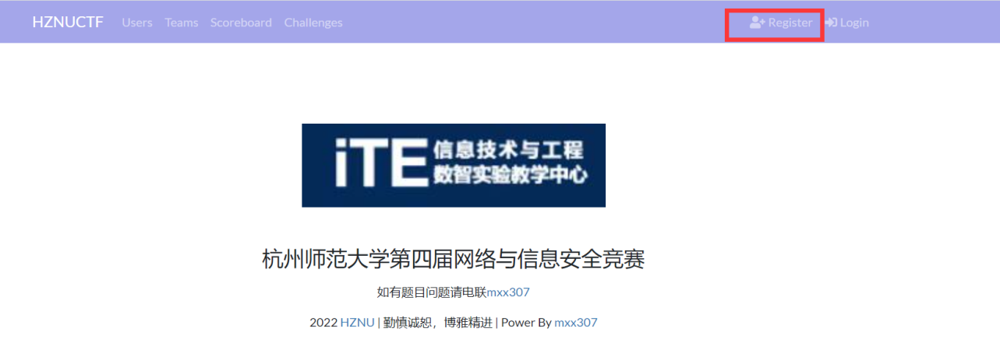 HZNUCTF Users Teams Scoreboard Challenges Register Login
iTE 信息技术与工程
数智实验教学中心
杭州师范大学第四届网络与信息安全竞赛
如有题目问题请电联mxx307
2022 HZNU | 勤慎诚恕，博雅精进 | Power By mxx307